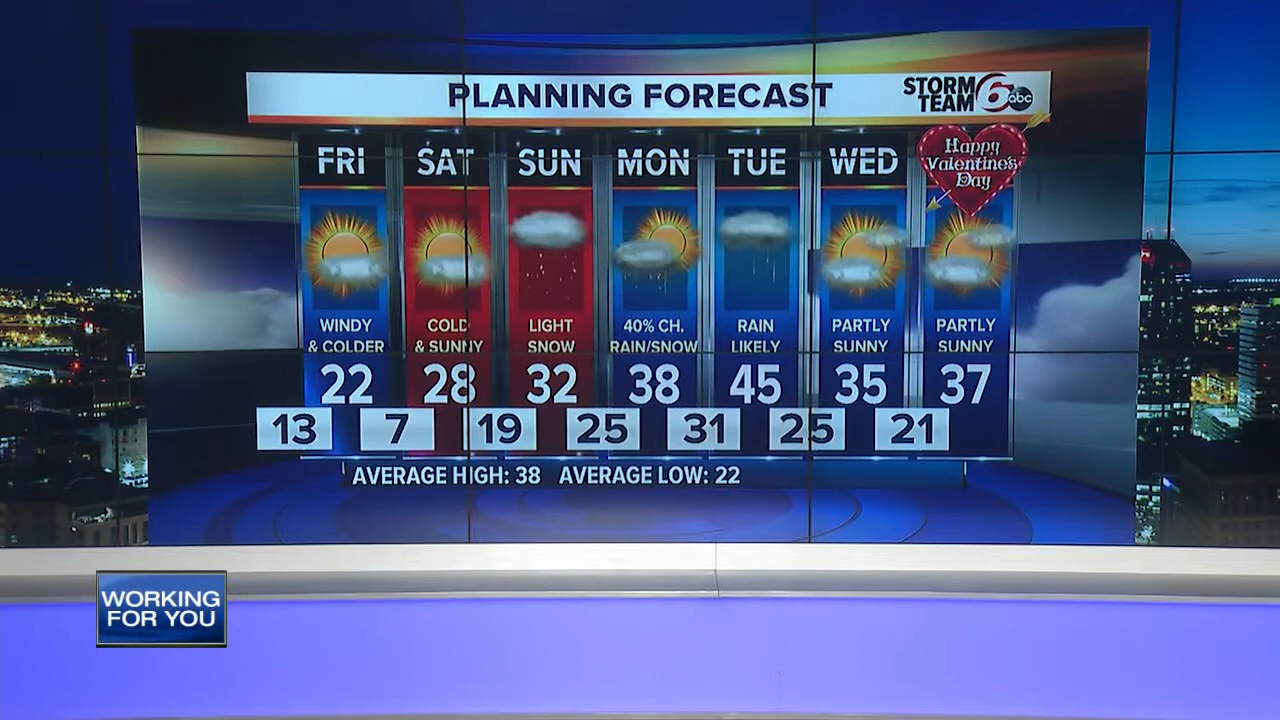 PLANNING FORECAST
STORM
TEAM 6 abc
FRI SAT SUN MON TUE WED
Happy
Valentine's
Day
WINDY
& COLDER
COLD
& SUNNY
LIGHT
SNOW
40% CH.
RAIN/SNOW
RAIN
LIKELY
PARTLY
SUNNY
PARTLY
SUNNY
22 28 32 38 45 35 37
13 7 19 25 31 25 21
AVERAGE HIGH: 38 AVERAGE LOW: 22
WORKING
FOR YOU